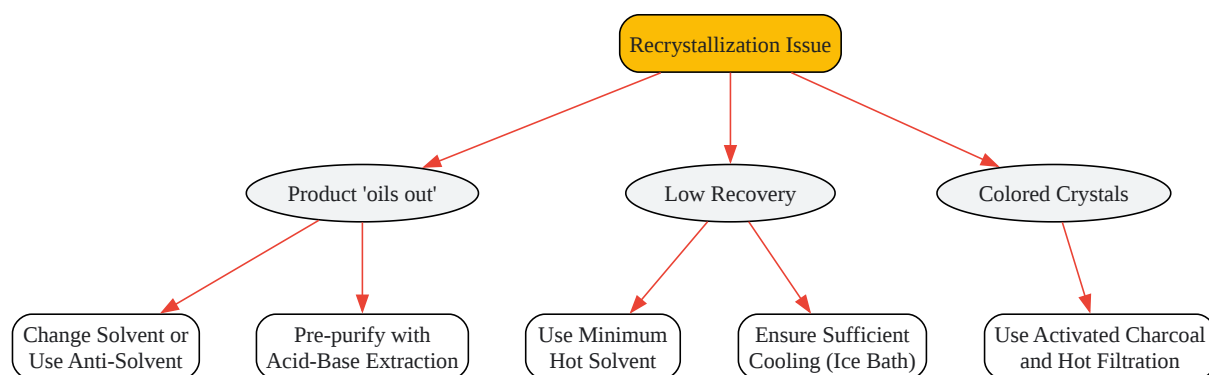 Recrystallization Issue
Product 'oils out'
Low Recovery
Colored Crystals
Change Solvent or
Use Anti-Solvent
Pre-purify with
Acid-Base Extraction
Use Minimum
Hot Solvent
Ensure Sufficient
Cooling (Ice Bath)
Use Activated Charcoal
and Hot Filtration